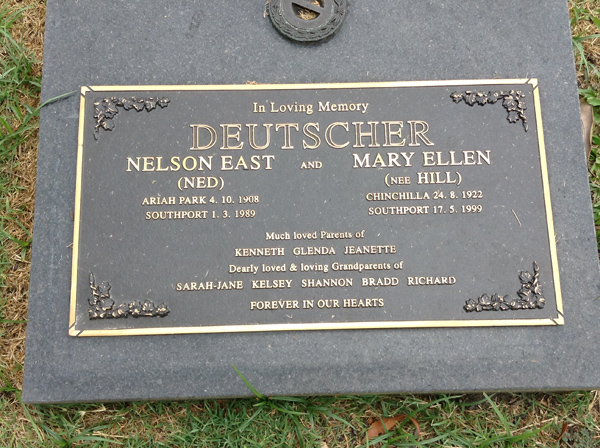 In Loving Memory
DEUTSCHER
NELSON EAST AND MARY ELLEN
(NED) (NEE HILL)
ARIAH PARK 4. 10. 1908 CHINCHILLA 24. 8. 1922
SOUTHPORT 1. 3. 1989 SOUTHPORT 17. 5. 1999
Much loved Parents of
KENNETH GLENDA JEANETTE
Dearly loved & loving Grandparents of
SARAH-JANE KELSEY SHANNON BRADD RICHARD
FOREVER IN OUR HEARTS